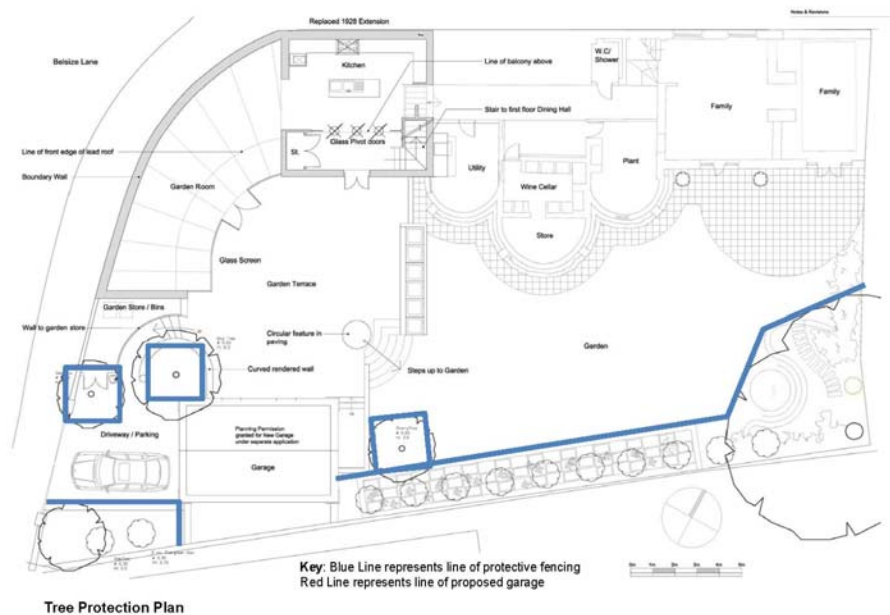 Notes & Revisions
Replaced 1928 Extension
Belsize Lane
Kitchen
Line of balcony above
W.C/
Shower
Family
Family
Stair to first floor Dining Hall
Line of front edge of lead roof
St.
Glass Pivot doors
Boundary Wall
Garden Room
Utility
Wine Cellar
Plant
Store
Glass Screen
Garden Terrace
Garden Store / Bins
Wall to garden store
Circular feature in
paving
Garden
Curved rendered wall
Steps up to Garden
Driveway / Parking
Planning Permission
granted for New Garage
under separate application
Garage
Key: Blue Line represents line of protective fencing
Red Line represents line of proposed garage
Tree Protection Plan